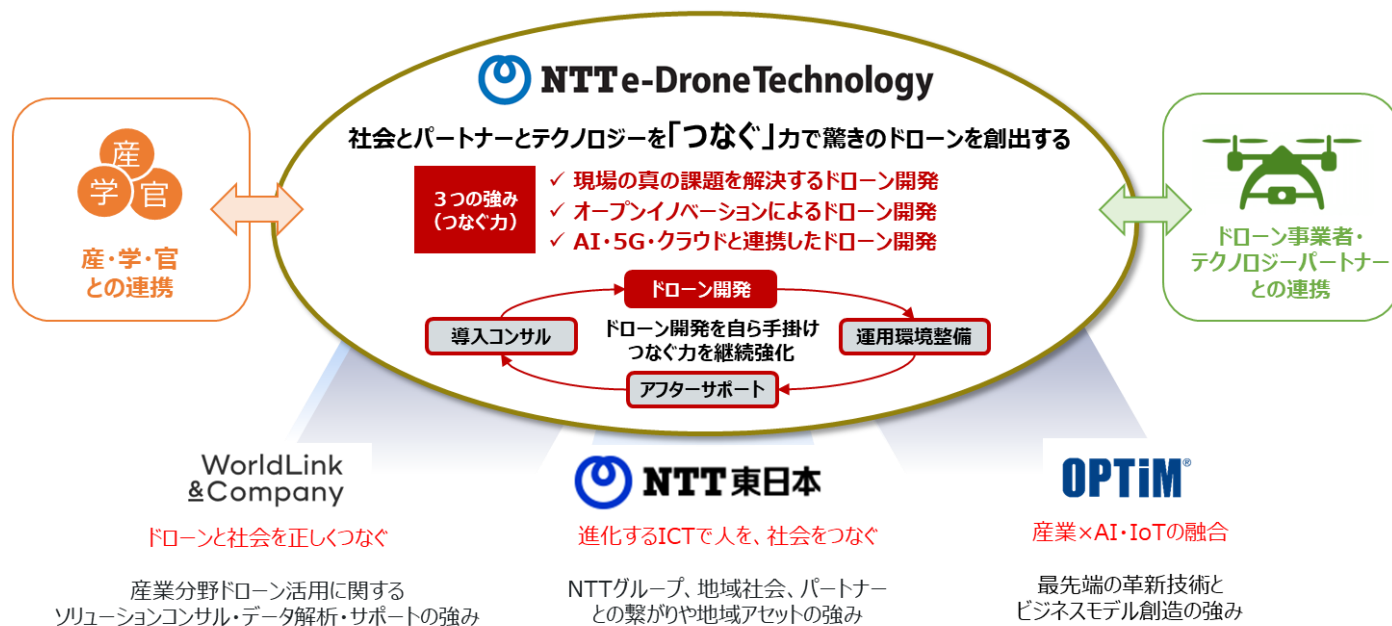 NTT e-Drone Technology
社会とパートナーとテクノロジーを「つなぐ」力で驚きのドローンを創出する
３つの強み
（つなぐ力）
✓ 現場の真の課題を解決するドローン開発
✓ オープンイノベーションによるドローン開発
✓ AI・5G・クラウドと連携したドローン開発
産
学 官
産・学・官
との連携
ドローン事業者・
テクノロジーパートナー
との連携
ドローン開発
導入コンサル
ドローン開発を自ら手掛け
つなぐ力を継続強化
運用環境整備
アフターサポート
WorldLink
&Company
ドローンと社会を正しくつなぐ
産業分野ドローン活用に関する
ソリューションコンサル・データ解析・サポートの強み
NTT東日本
進化するICTで人を、社会をつなぐ
NTTグループ、地域社会、パートナー
との繋がりや地域アセットの強み
OPTiM®
産業×AI・IoTの融合
最先端の革新技術と
ビジネスモデル創造の強み